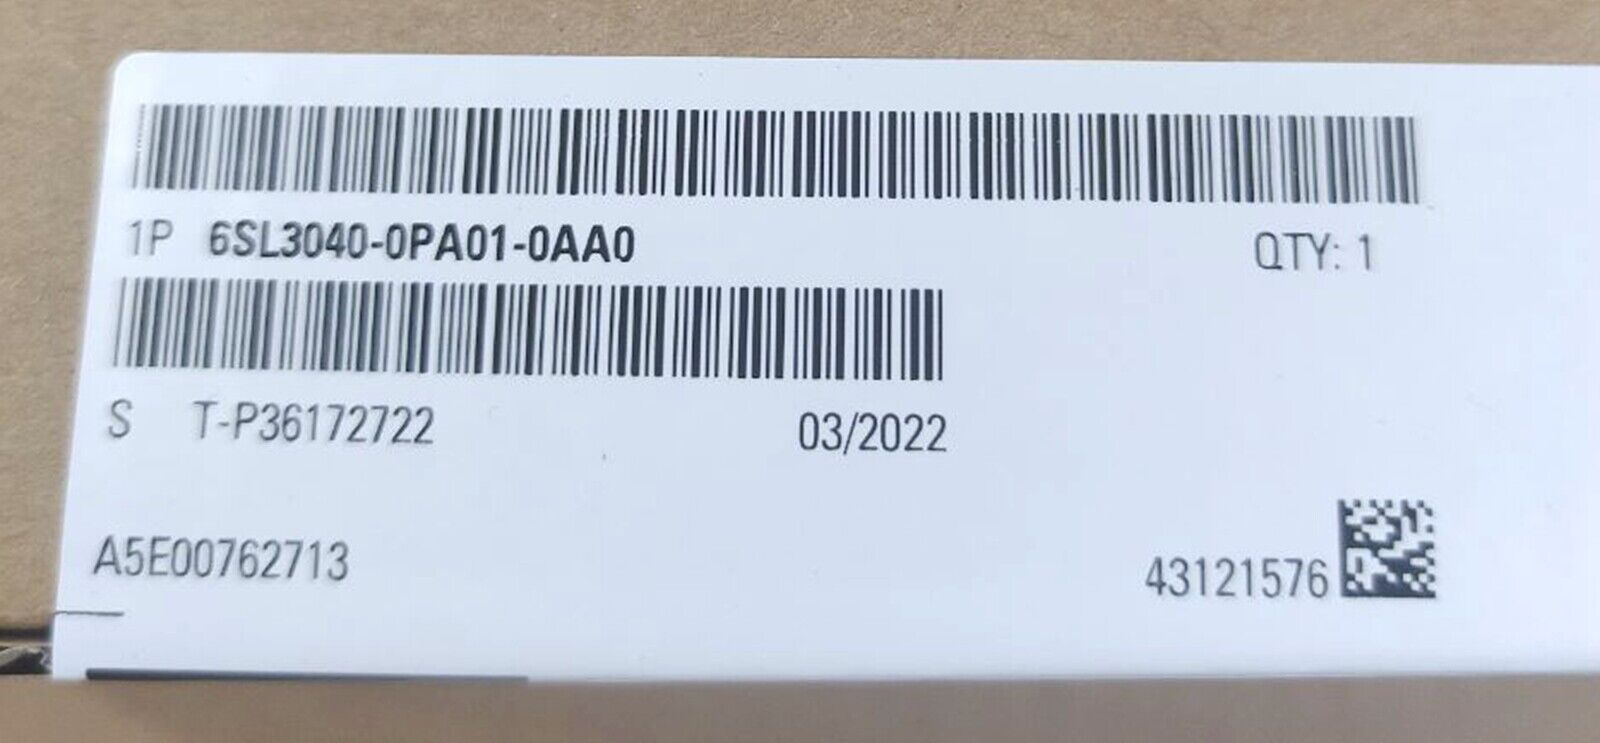 1P 6SL3040-0PA01-0AA0 QTY: 1
S T-P36172722 03/2022
A5E00762713
43121576